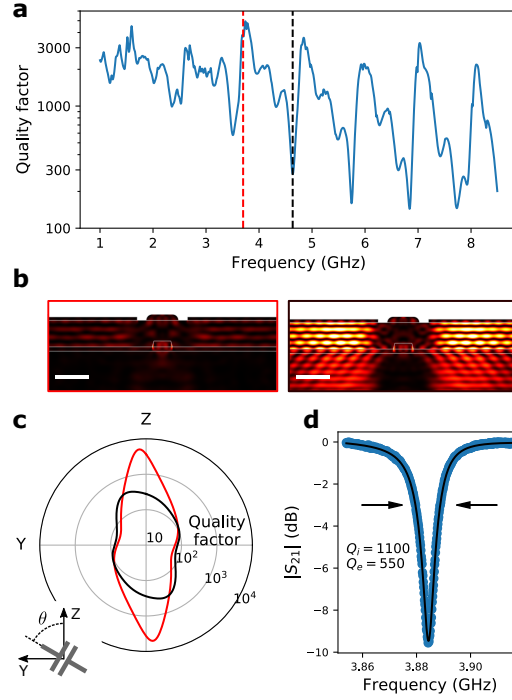 a
3000
1000
300
100
Quality factor
1 2 3 4 5 6 7 8
Frequency (GHz)
b
c
Z
Y
Quality
factor
10
10²
10³
10⁴
θ
Z
Y
d
0
−2
−4
−6
−8
−10
|S₂₁| (dB)
Qᵢ = 1100
Qₑ = 550
3.86 3.88 3.90
Frequency (GHz)